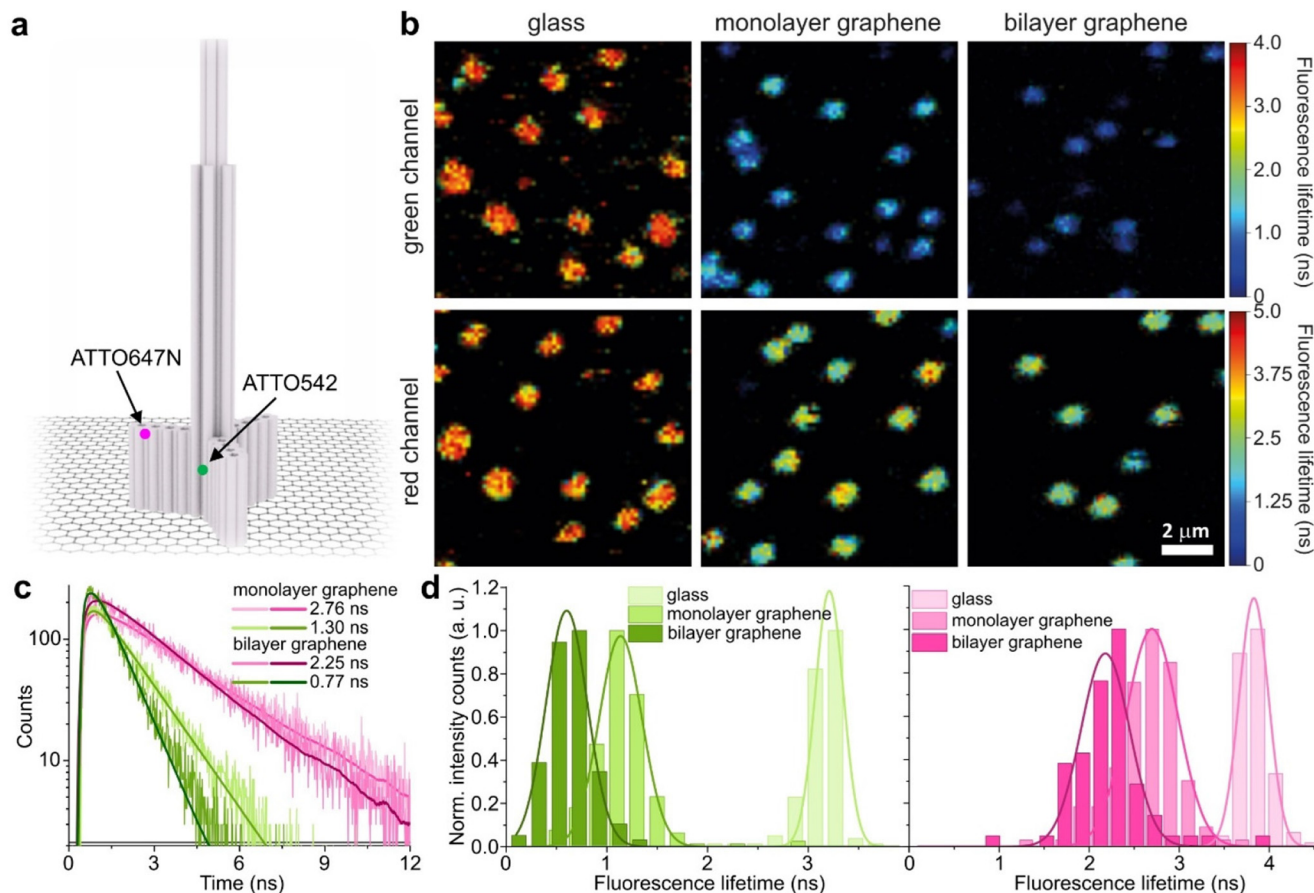 a
ATTO647N
ATTO542
b
glass
monolayer graphene
bilayer graphene
green channel
4.0
3.0
2.0
1.0
0
Fluorescence lifetime (ns)
red channel
5.0
3.75
2.5
1.25
0
Fluorescence lifetime (ns)
2 μm
c
monolayer graphene
2.76 ns
1.30 ns
bilayer graphene
2.25 ns
0.77 ns
Counts
100
10
0
3
6
9
12
Time (ns)
d
Norm. intensity counts (a. u.)
1.2
1.0
0.8
0.6
0.4
0.2
0.0
glass
monolayer graphene
bilayer graphene
0
1
2
3
Fluorescence lifetime (ns)
glass
monolayer graphene
bilayer graphene
1
2
3
4
Fluorescence lifetime (ns)